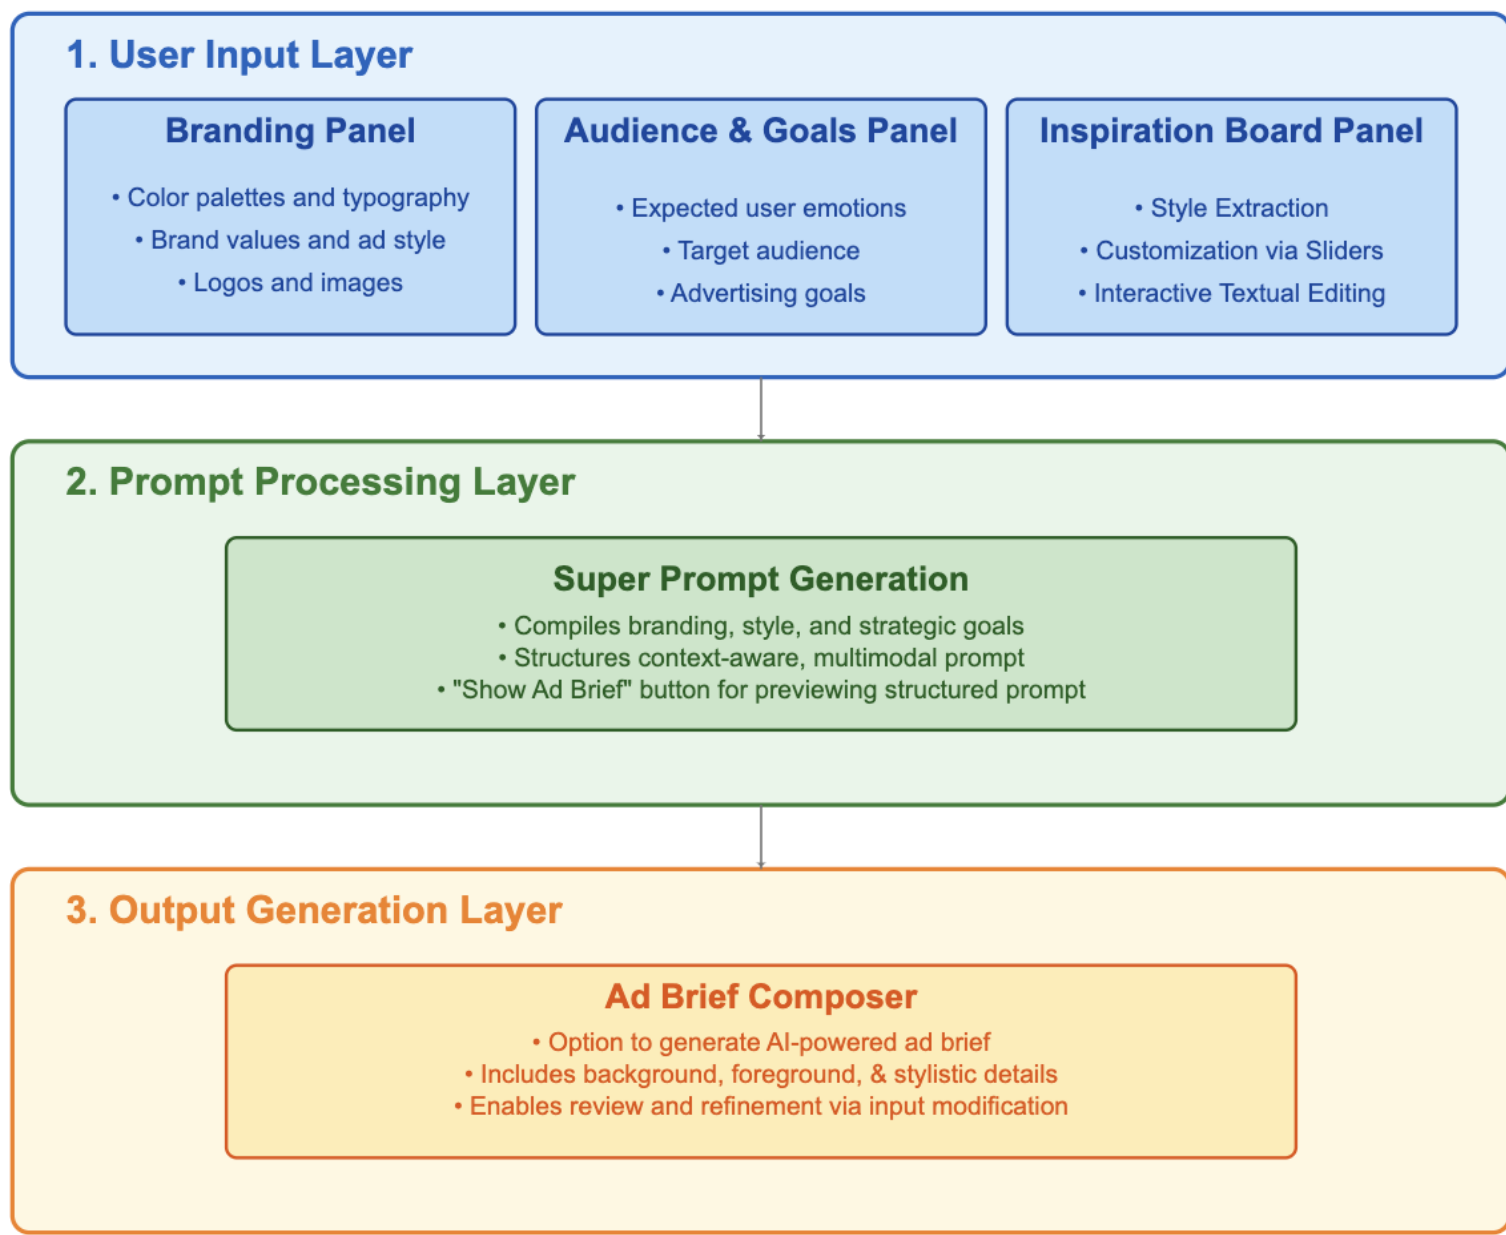 1. User Input Layer
Branding Panel
• Color palettes and typography
• Brand values and ad style
• Logos and images
Audience & Goals Panel
• Expected user emotions
• Target audience
• Advertising goals
Inspiration Board Panel
• Style Extraction
• Customization via Sliders
• Interactive Textual Editing
2. Prompt Processing Layer
Super Prompt Generation
• Compiles branding, style, and strategic goals
• Structures context-aware, multimodal prompt
• "Show Ad Brief" button for previewing structured prompt
3. Output Generation Layer
Ad Brief Composer
• Option to generate AI-powered ad brief
• Includes background, foreground, & stylistic details
• Enables review and refinement via input modification